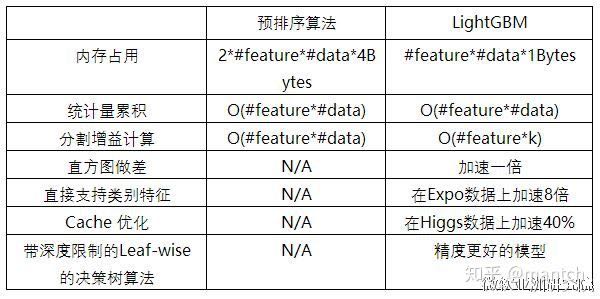 预排序算法 LightGBM
内存占用 2*#feature*#data*4B #feature*#data*1Bytes
ytes
统计量累积 O(#feature*#data) O(#feature*#data)
分割增益计算 O(#feature*#data) O(#feature*k)
直方图做差 N/A 加速一倍
直接支持类别特征 N/A 在Expo数据上加速8倍
Cache 优化 N/A 在Higgs数据上加速40%
带深度限制的Leaf-wise N/A 精度更好的模型
的决策树算法
知乎 @mantch